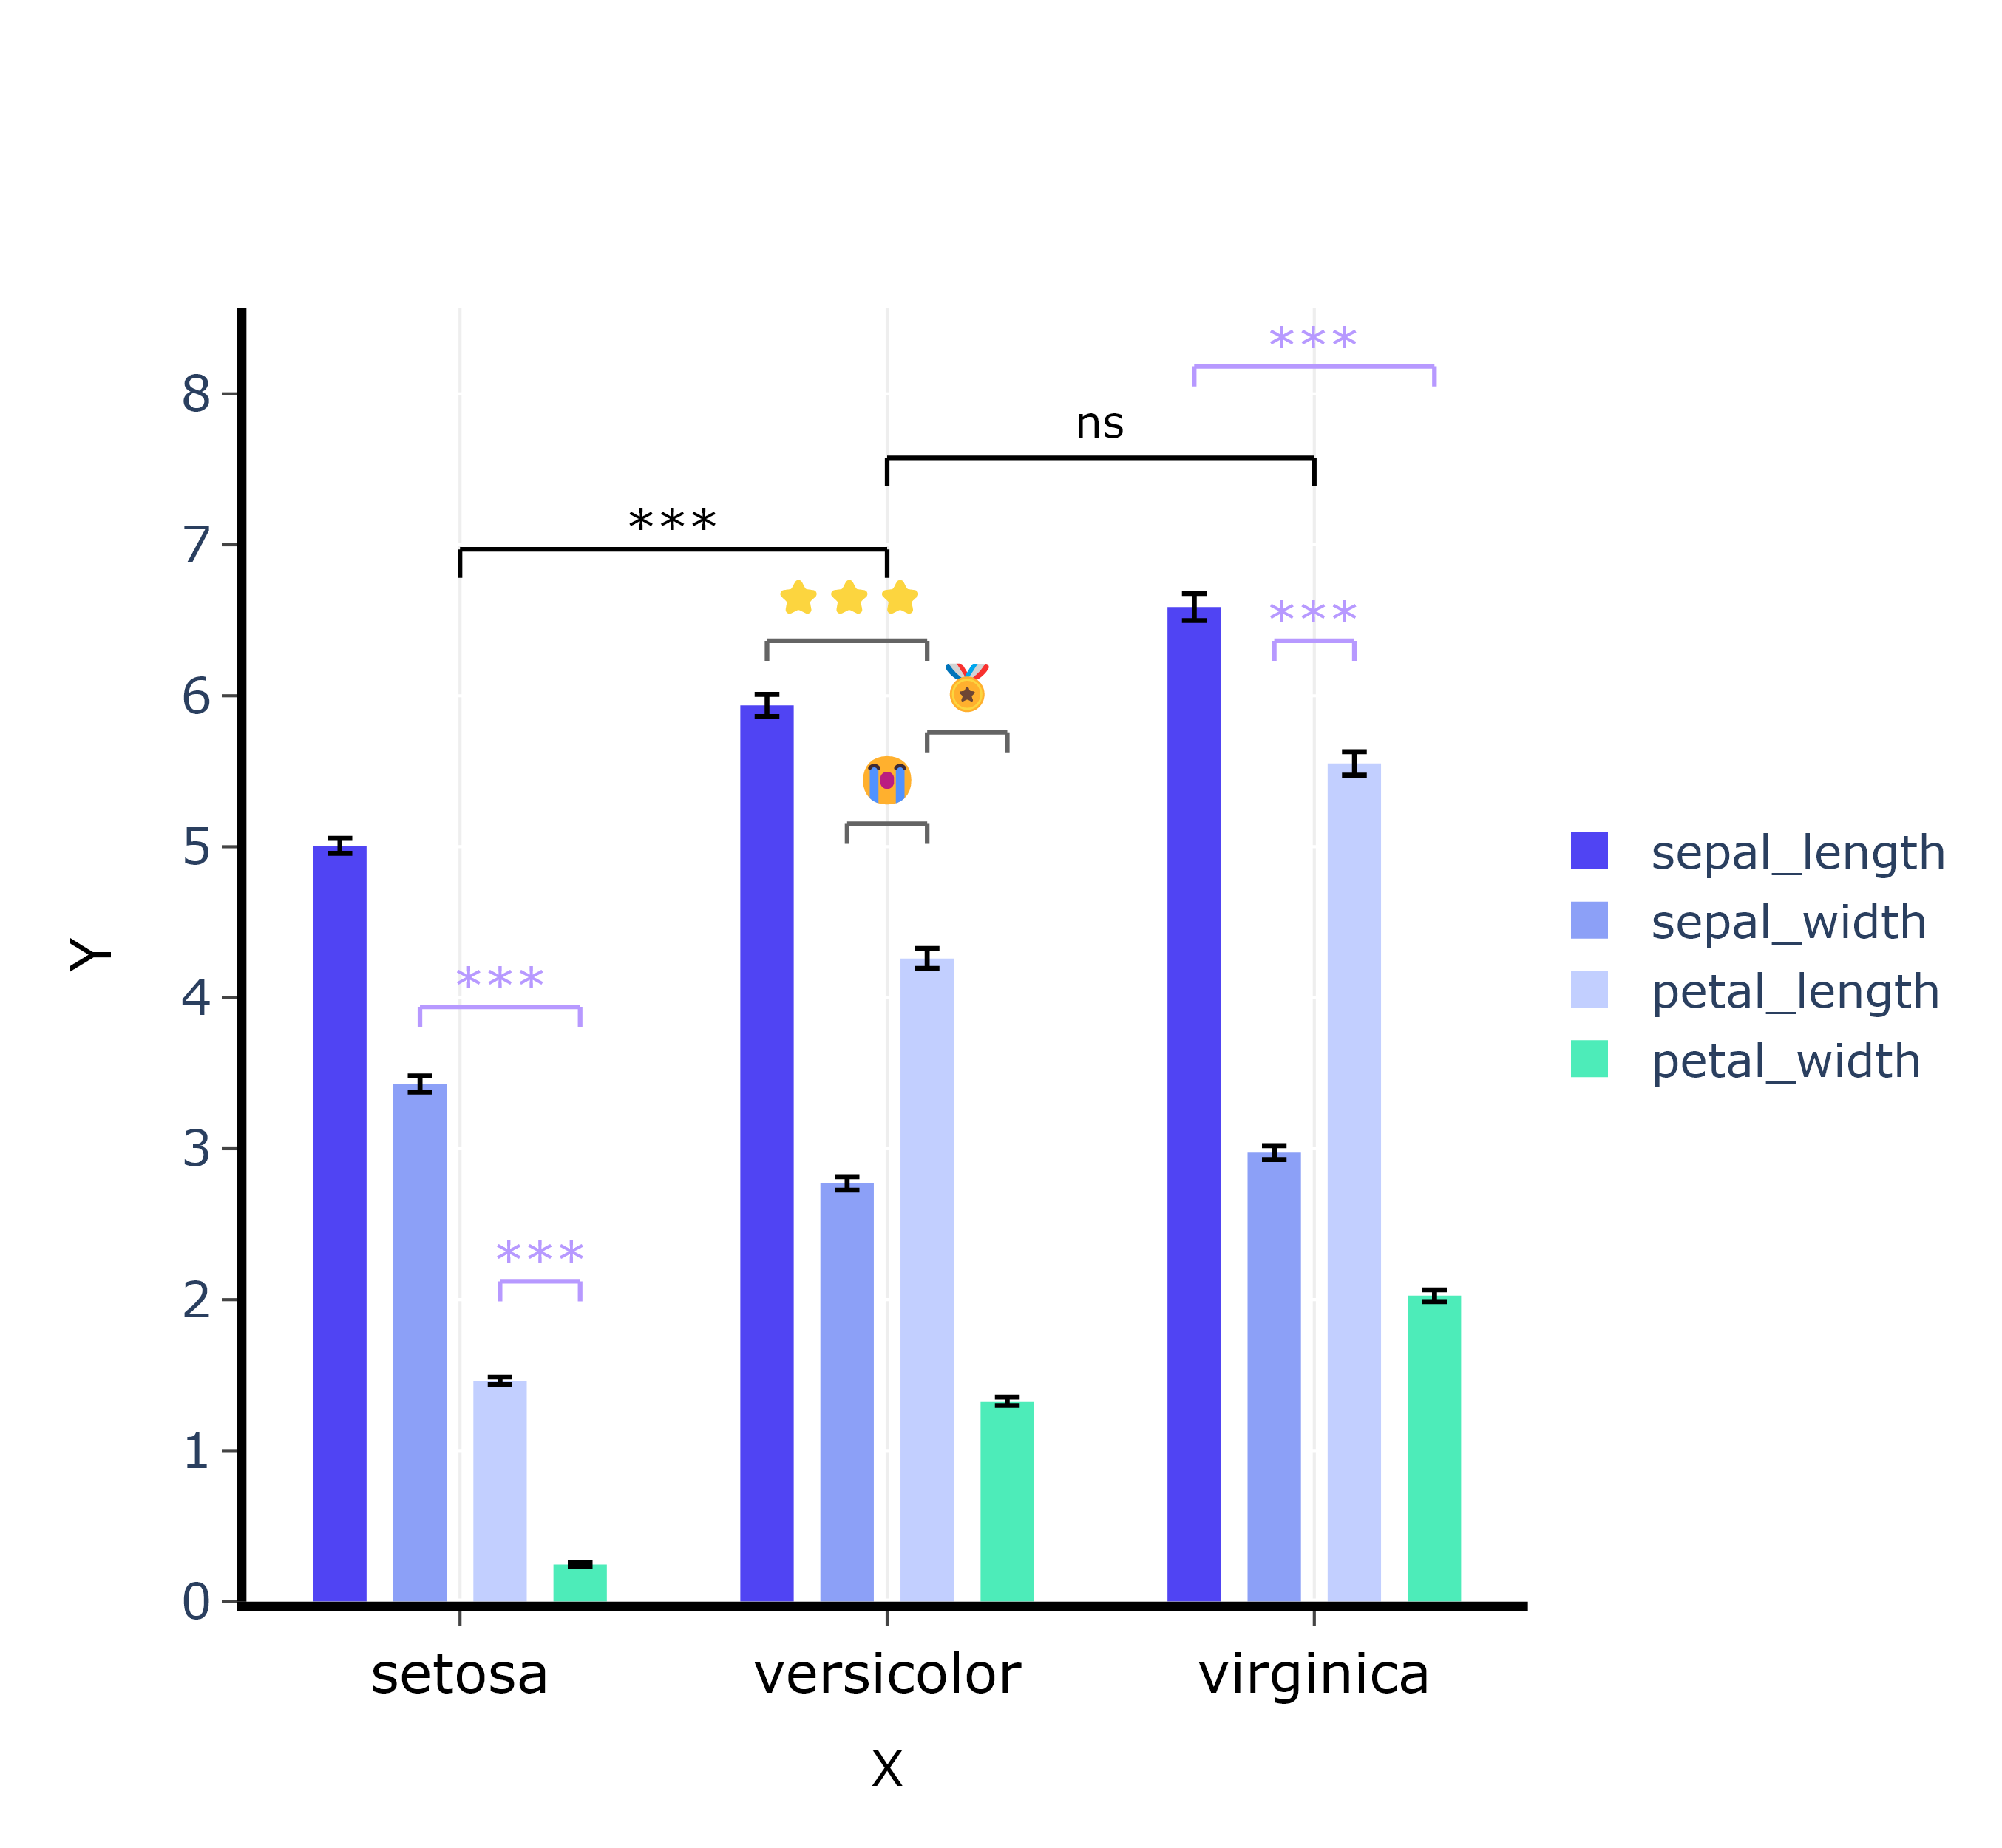 ***
8
ns
7
***
***
6
5
sepal_length
sepal_width
Y
petal_length
4
***
petal_width
3
***
2
1
0
setosa versicolor virginica
X